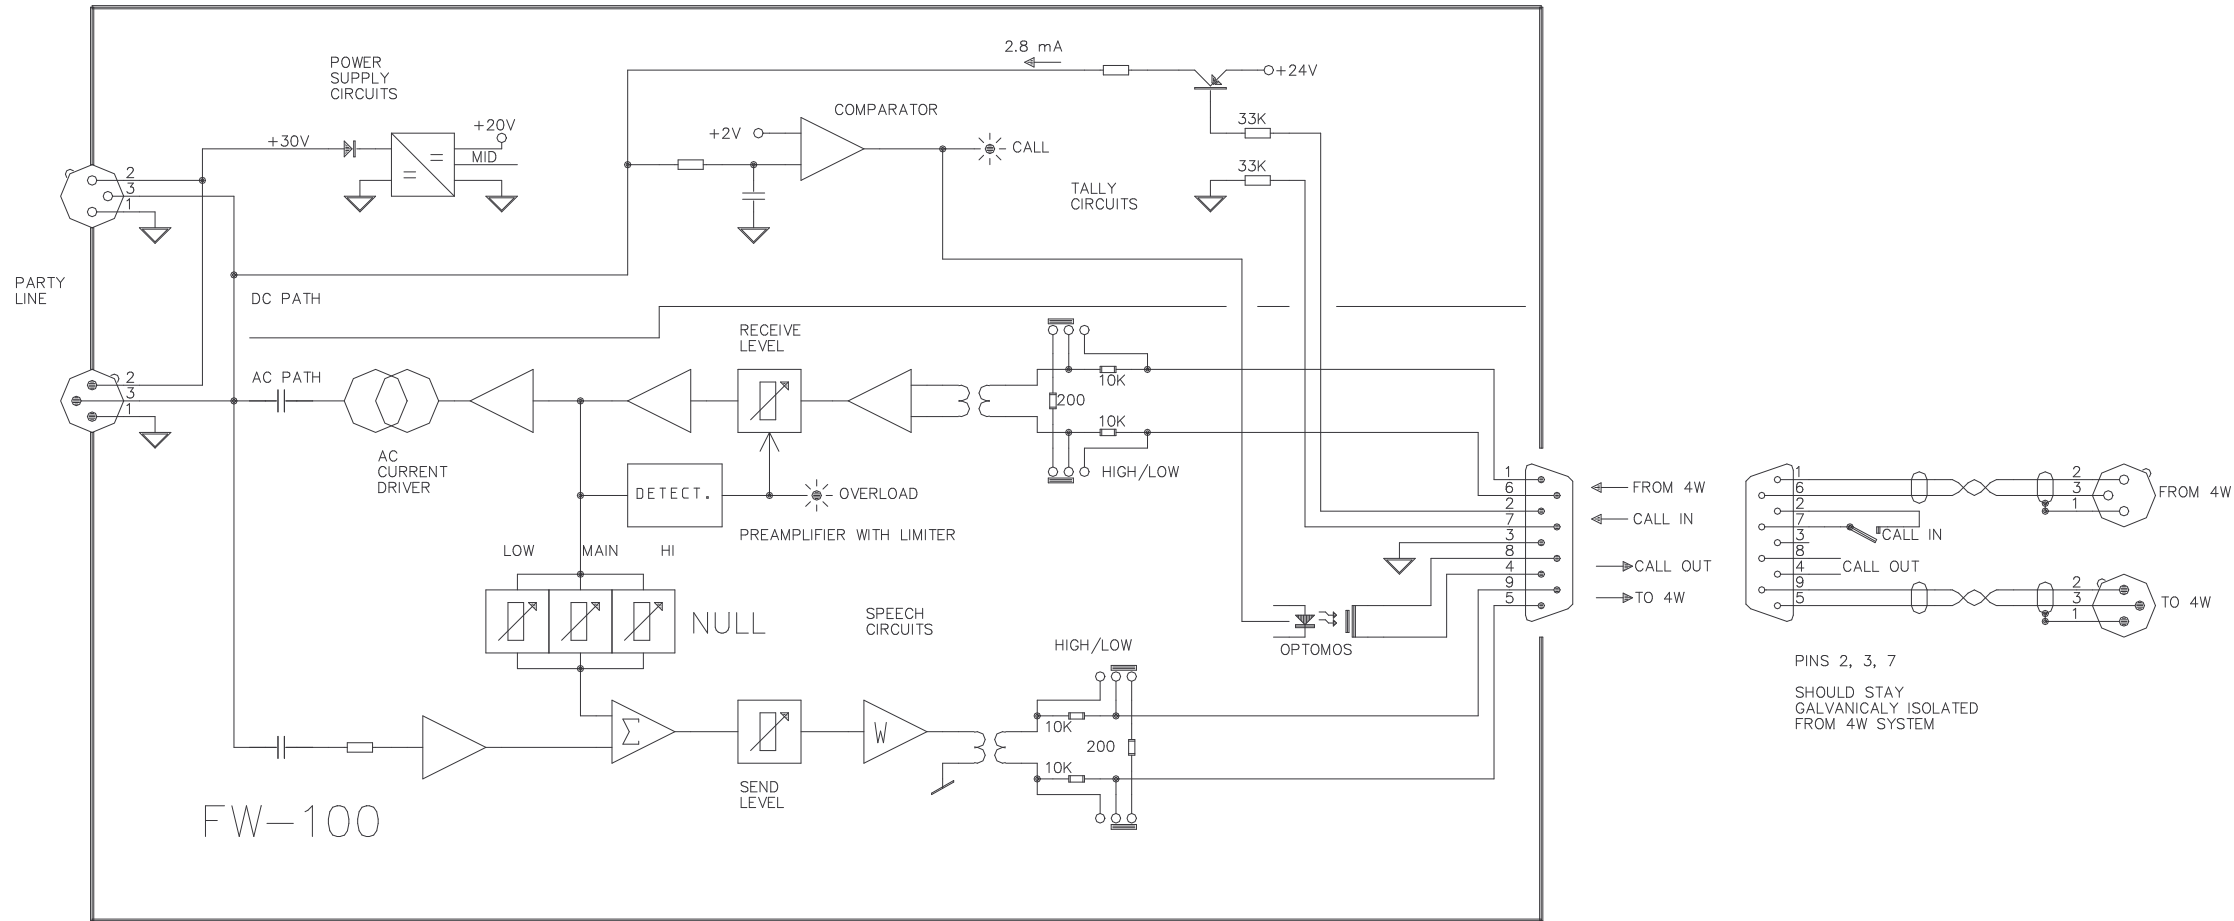 2.8 mA
POWER
SUPPLY
CIRCUITS
+24V
COMPARATOR
+20V
+30V
MID
+2V
CALL
33K
33K
TALLY
CIRCUITS
2
3
1
PARTY
LINE
DC PATH
RECEIVE
LEVEL
2
3
1
AC PATH
10K
200
10K
HIGH/LOW
AC
CURRENT
DRIVER
DETECT.
OVERLOAD
PREAMPLIFIER WITH LIMITER
LOW
MAIN
HI
NULL
SPEECH
CIRCUITS
OPTOMOS
HIGH/LOW
10K
200
10K
Σ
W
SEND
LEVEL
FW-100
1
6
2
7
3
8
4
9
5
FROM 4W
CALL IN
CALL OUT
TO 4W
1
6
2
7
3
8
4
9
5
CALL IN
CALL OUT
2
3
1
FROM 4W
2
3
1
TO 4W
PINS 2, 3, 7
SHOULD STAY
GALVANICALY ISOLATED
FROM 4W SYSTEM